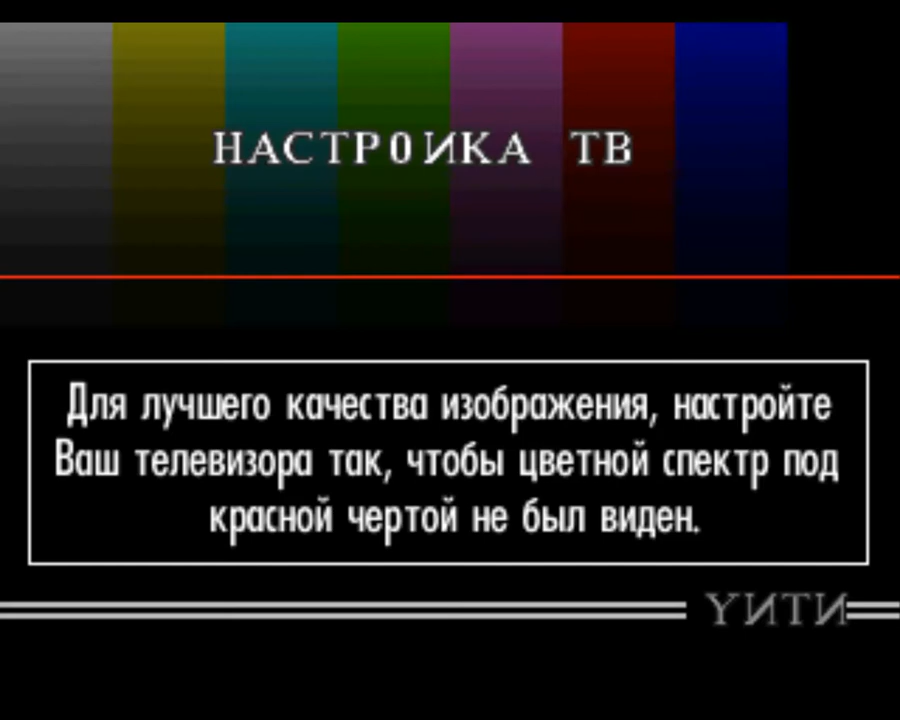 НАСТР0ИКА ТВ
Для лучшего качества изображения, настройте
Ваш телевизора так, чтобы цветной спектр под
красной чертой не был виден.
YИТИ